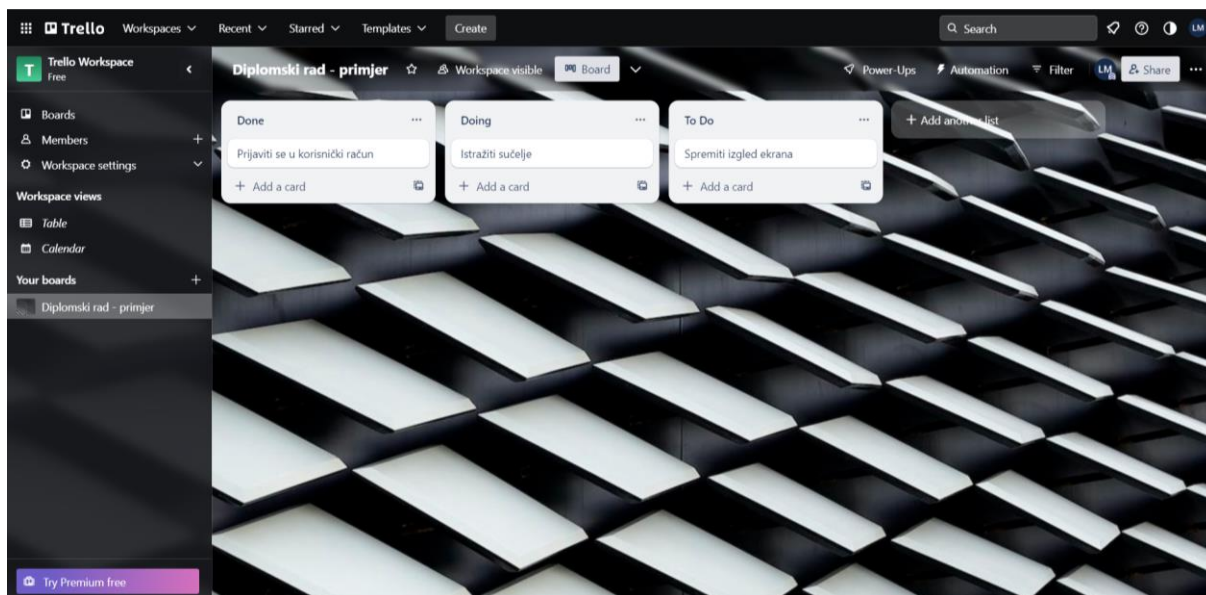 Trello Workspaces Recent Starred Templates Create Search LM
T Trello Workspace
Free
Diplomski rad - primjer Workspace visible Board Power-Ups Automation Filter LM Share
Boards
Members
Workspace settings
Workspace views
Table
Calendar
Your boards
Diplomski rad - primjer
Try Premium free
Done
Prijaviti se u korisnički račun
+ Add a card
Doing
Istražiti sučelje
+ Add a card
To Do
Spremiti izgled ekrana
+ Add a card
+ Add another list